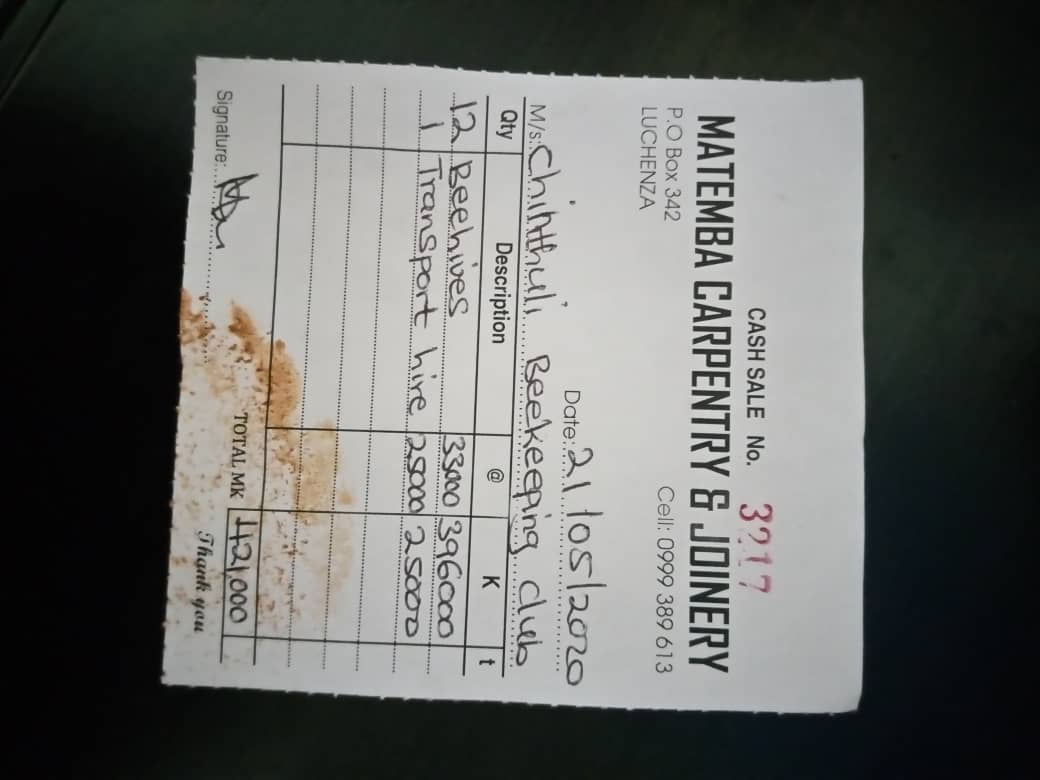 CASH SALE No. 3217
MATEMBA CARPENTRY & JOINERY
P.O Box 342 Cell: 0999 389 613
LUCHENZA
Date: 21/05/2020
M/s: Chinthuli Beekeeping club
Qty Description @ K t
12 Beehives 33000 396000
1 Transport hire 25000 25000
TOTAL MK 421,000
Signature:
Thank you